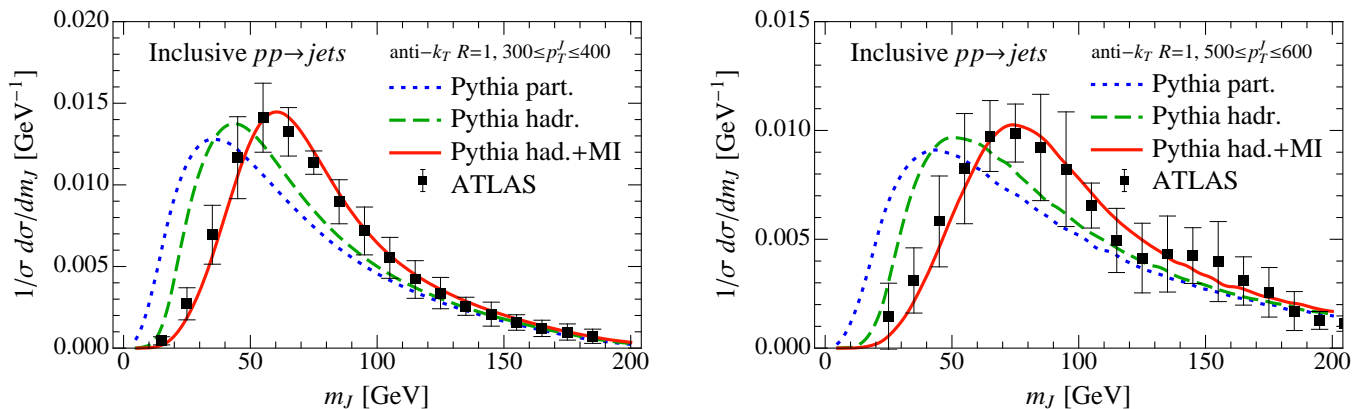 Inclusive pp→jets
anti−k_T R=1, 300≤p_T^J≤400
Pythia part.
Pythia hadr.
Pythia had.+MI
ATLAS
1/σ dσ/dm_J [GeV⁻¹]
0.020
0.015
0.010
0.005
0.000
0 50 100 150 200
m_J [GeV]
Inclusive pp→jets
anti−k_T R=1, 500≤p_T^J≤600
Pythia part.
Pythia hadr.
Pythia had.+MI
ATLAS
1/σ dσ/dm_J [GeV⁻¹]
0.015
0.010
0.005
0.000
0 50 100 150 200
m_J [GeV]